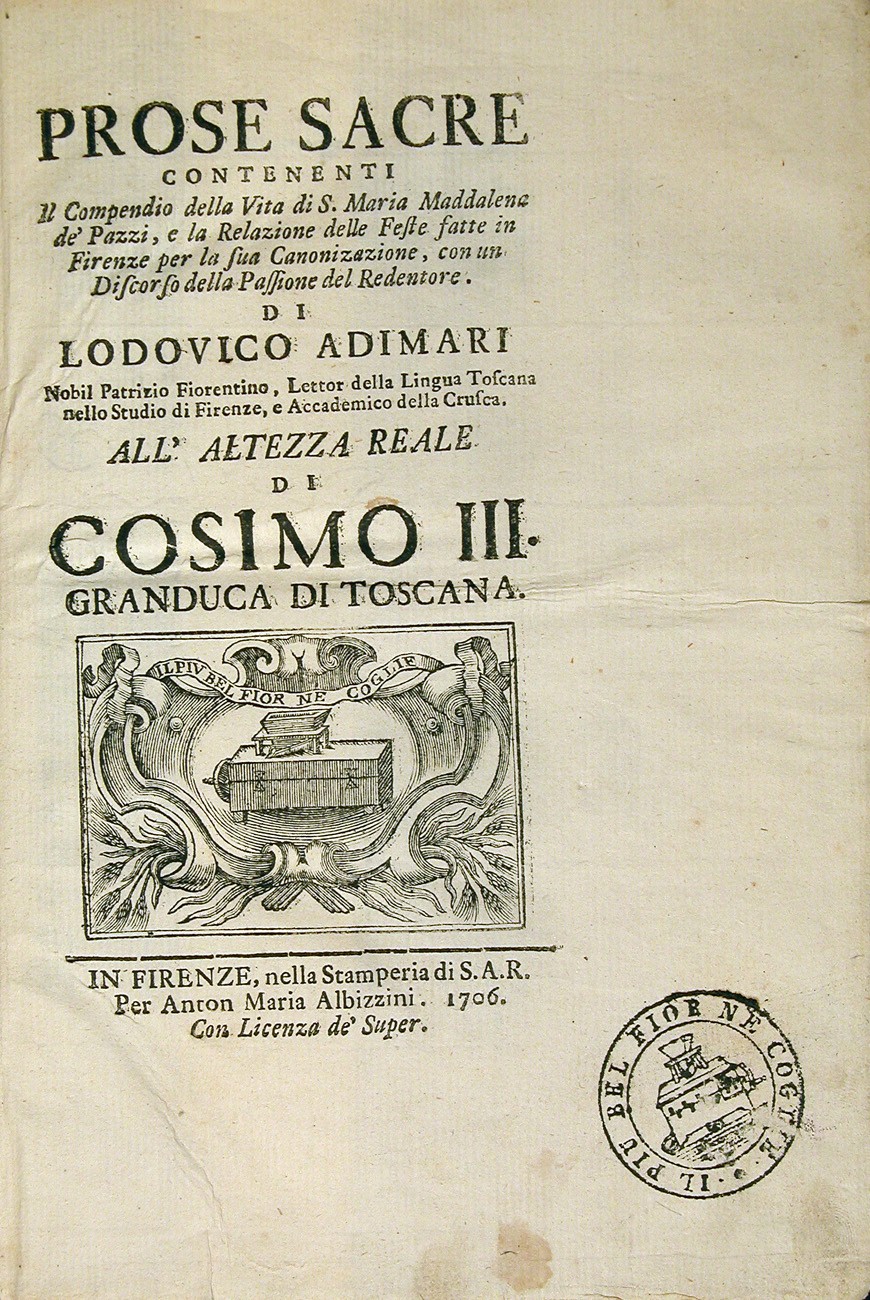 PROSE SACRE
CONTENENTI
Il Compendio della Vita di S. Maria Maddalena
de' Pazzi, e la Relazione delle Feſte fatte in
Firenze per la ſua Canonizazione, con un
Diſcorſo della Paſſione del Redentore.
DI
LODOVICO ADIMARI
Nobil Patrizio Fiorentino, Lettor della Lingua Toſcana
nello Studio di Firenze, e Accademico della Cruſca.
ALL' ALTEZZA REALE
DI
COSIMO III.
GRANDUCA DI TOSCANA.
IL PIV BEL FIOR NE COGLIE
IN FIRENZE, nella Stamperia di S. A. R.
Per Anton Maria Albizzini. 1706.
Con Licenza de' Super.
IL PIU BEL FIOR NE COGLIE